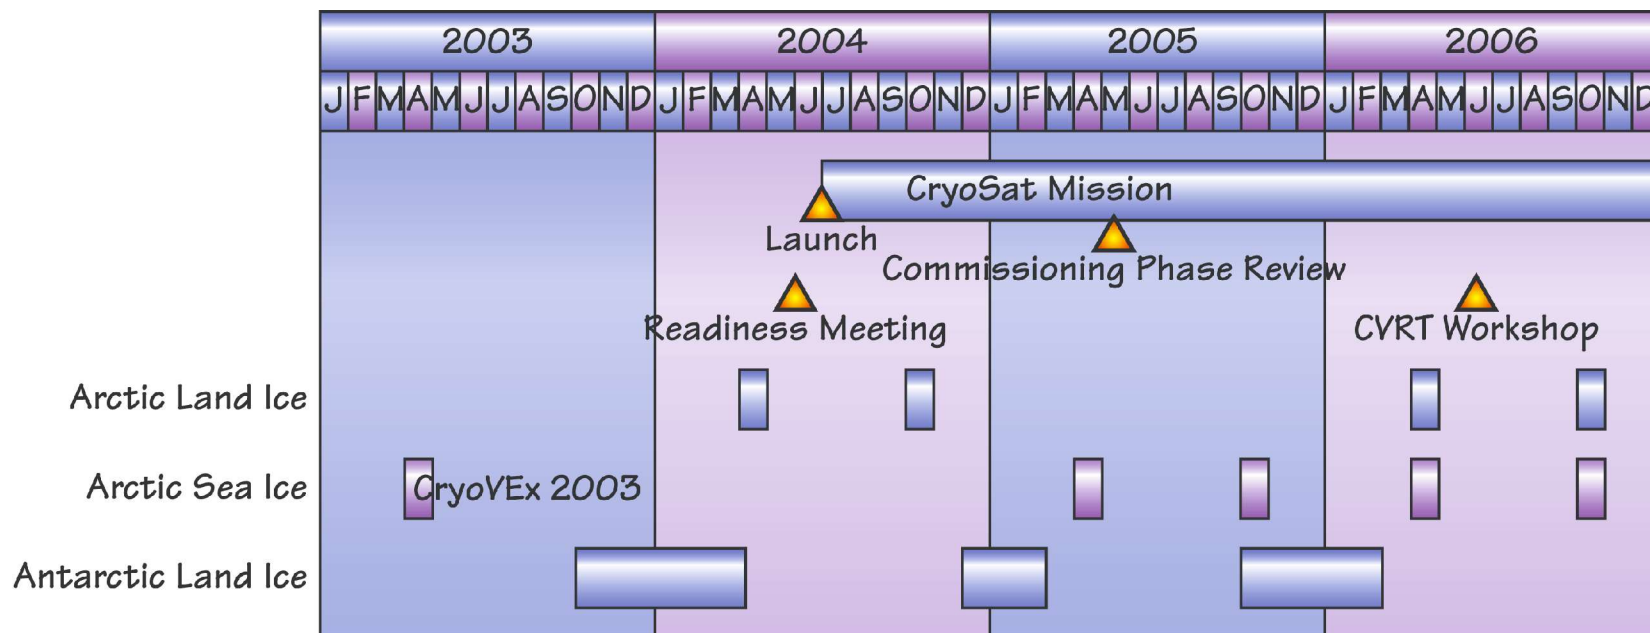 2003 2004 2005 2006
J F M A M J J A S O N D J F M A M J J A S O N D J F M A M J J A S O N D J F M A M J J A S O N D
CryoSat Mission
Launch
Commissioning Phase Review
Readiness Meeting CVRT Workshop
Arctic Land Ice
Arctic Sea Ice CryoVEx 2003
Antarctic Land Ice